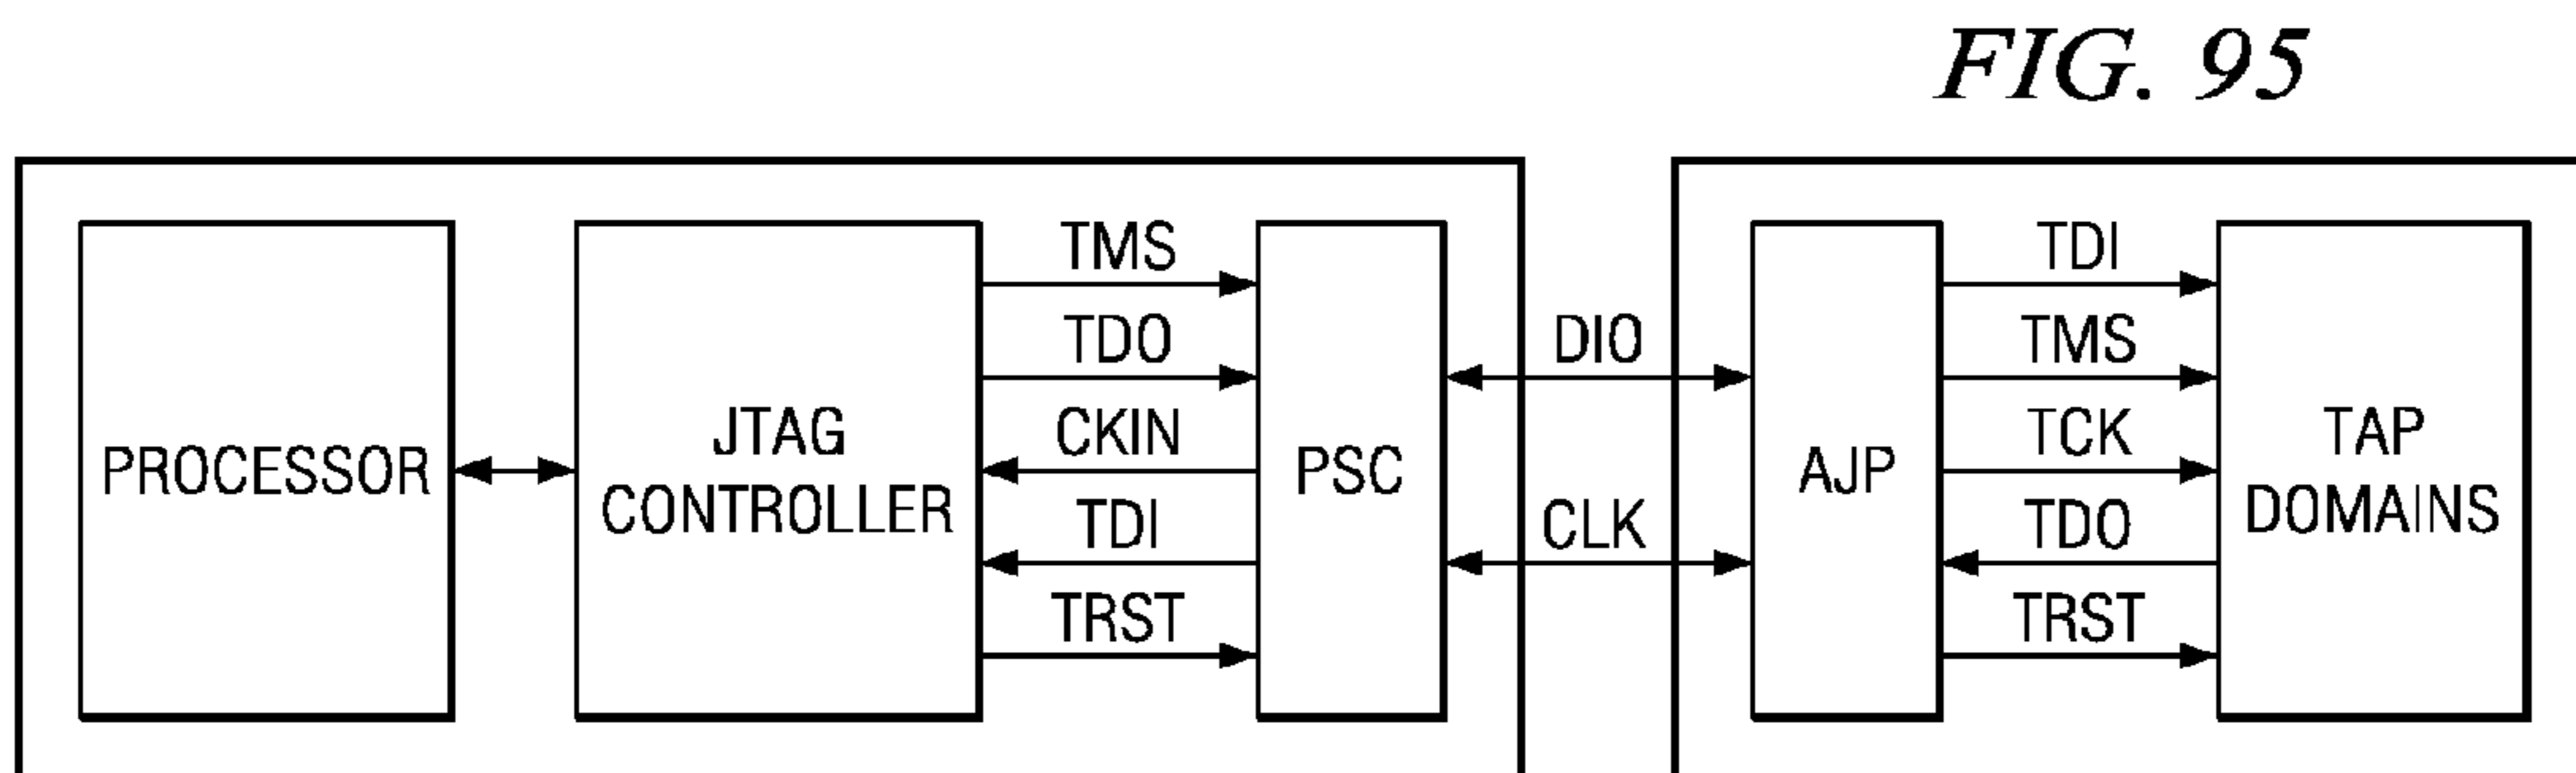 FIG. 95
PROCESSOR
JTAG
CONTROLLER
TMS
TDO
CKIN
TDI
TRST
PSC
DIO
CLK
AJP
TDI
TMS
TCK
TDO
TRST
TAP
DOMAINS